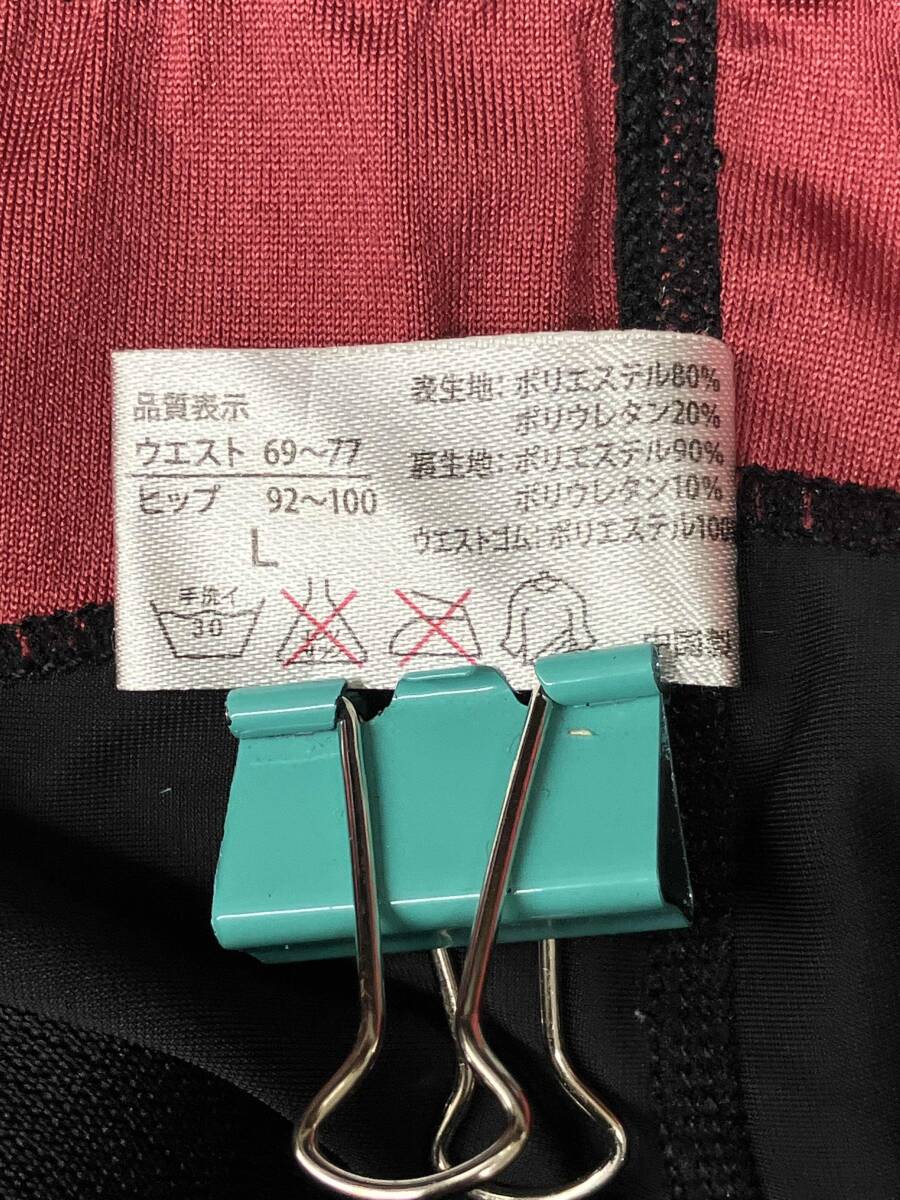 品質表示
ウエスト 69～77
ヒップ 92～100
L
表生地: ポリエステル80%
ポリウレタン20%
裏生地: ポリエステル90%
ポリウレタン10%
ウエストゴム: ポリエステル100
手洗イ
30
中国製